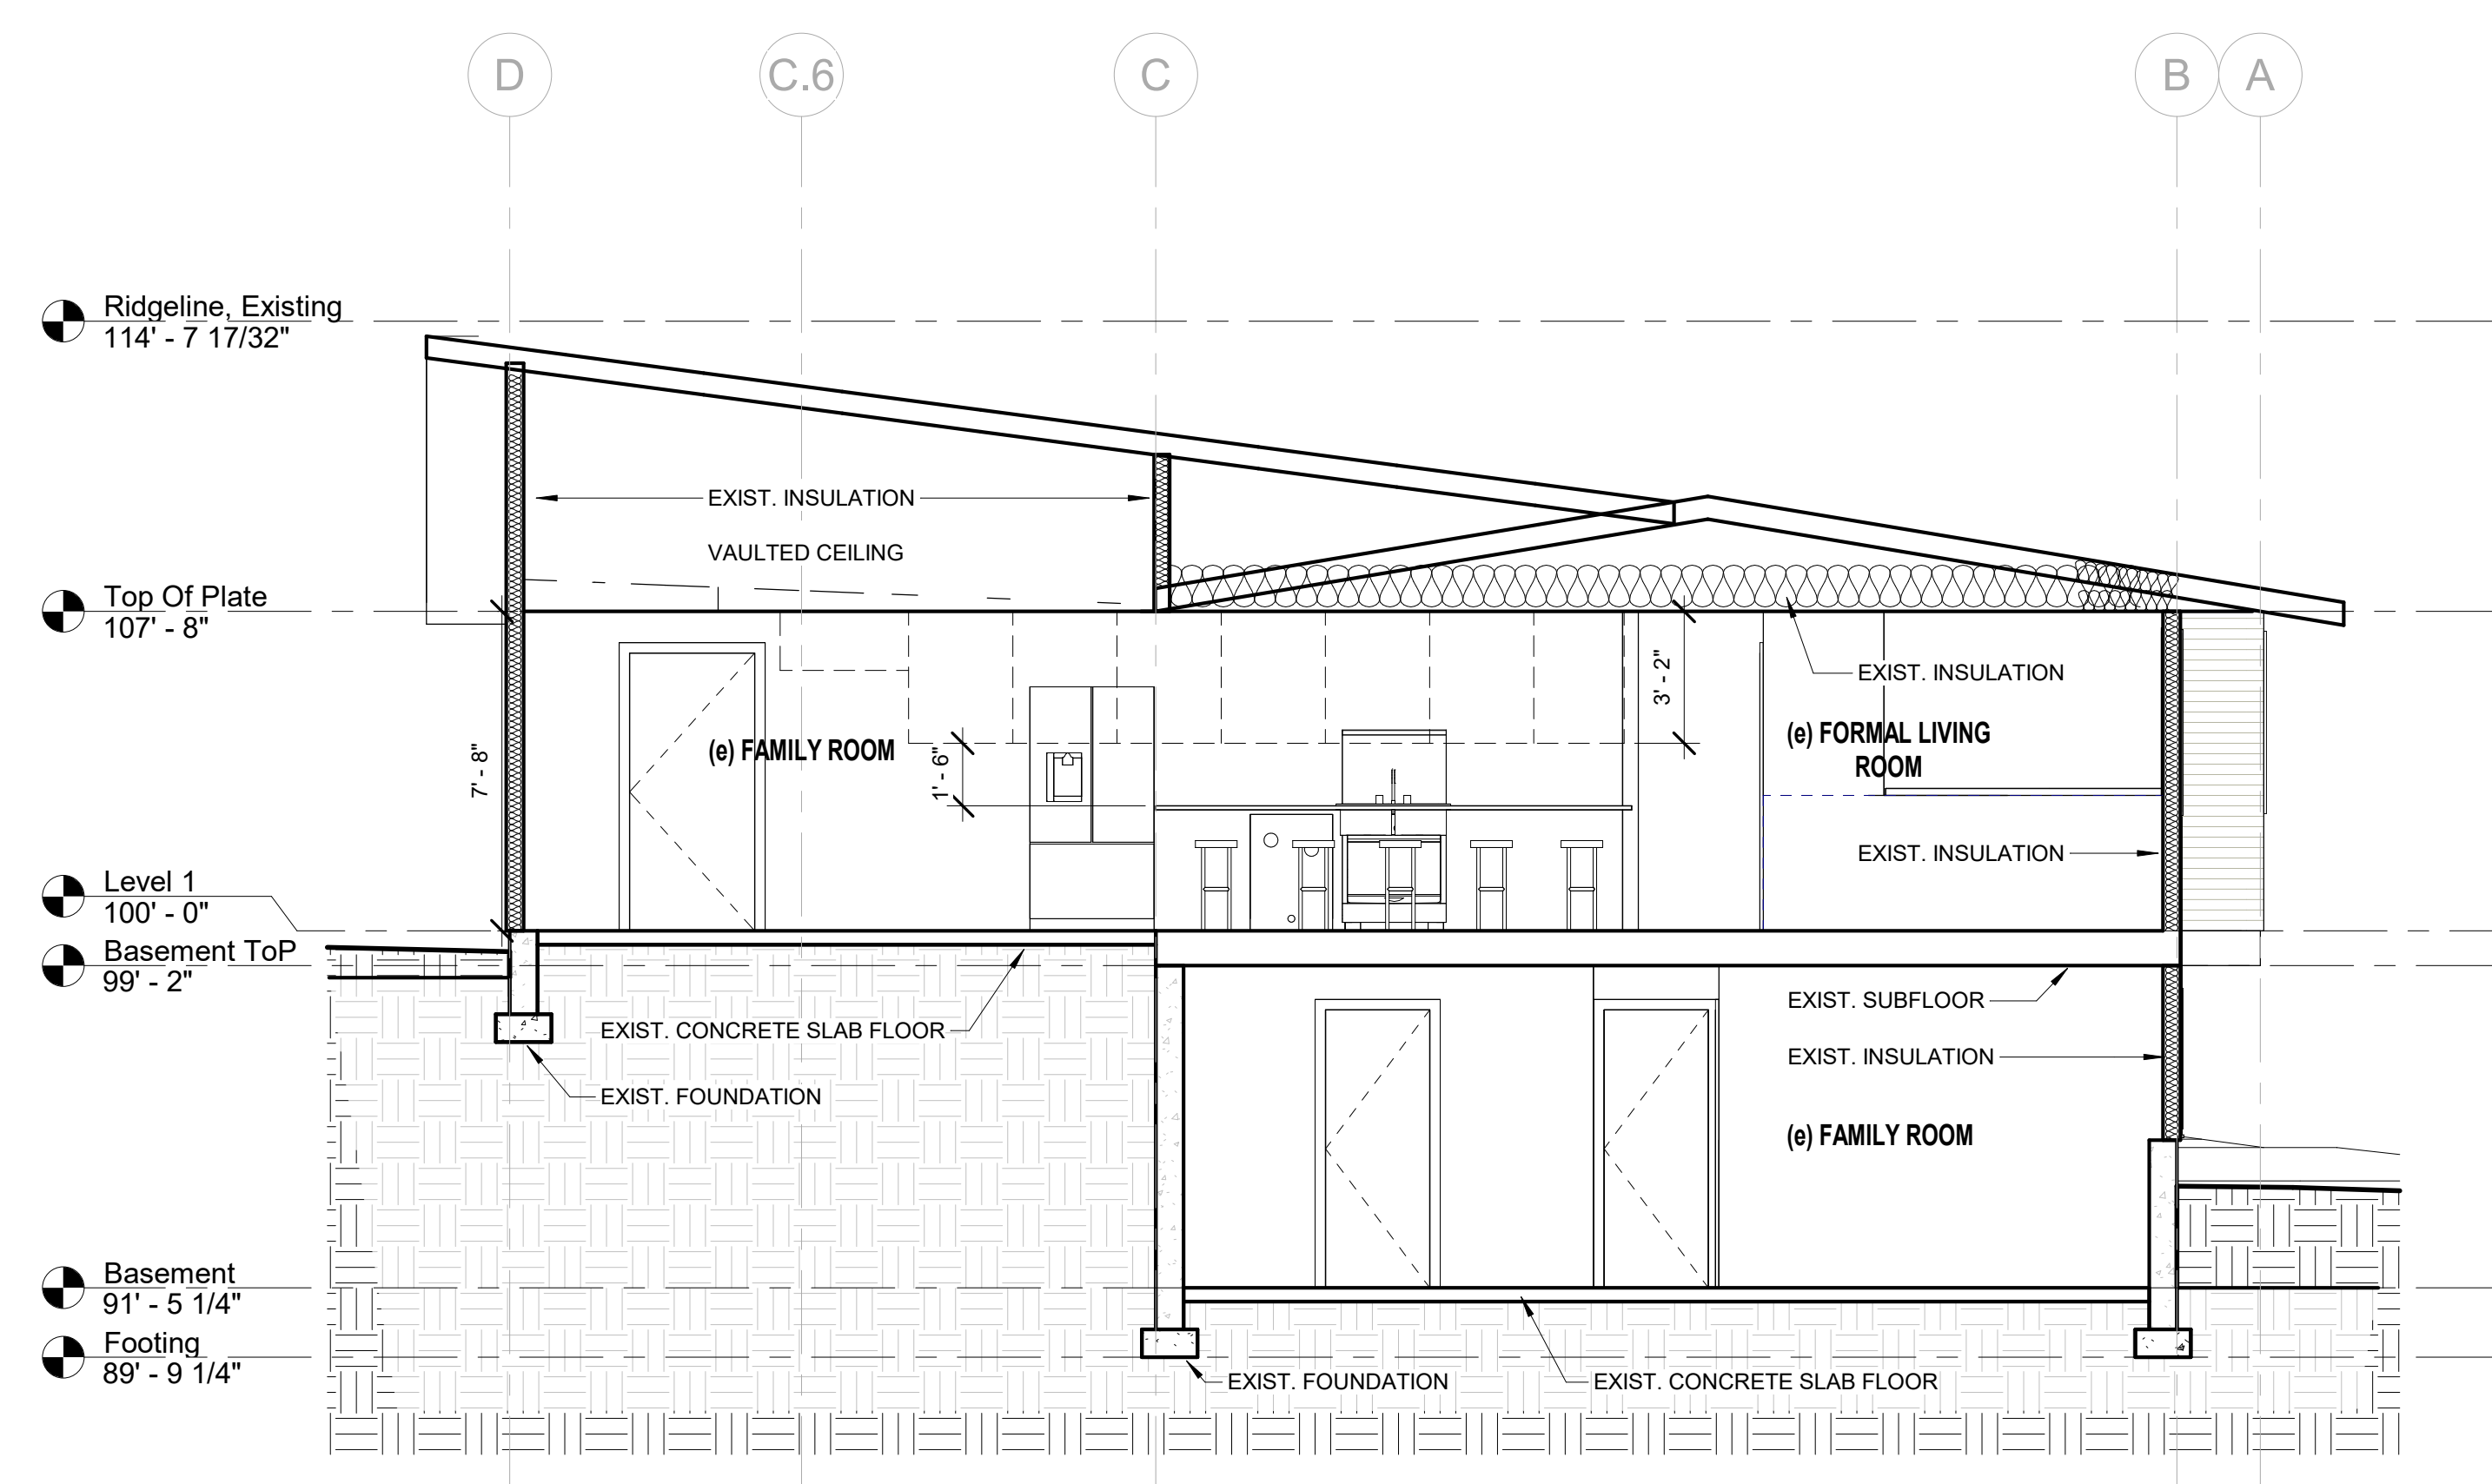 D
C.6
C
B
A
Ridgeline, Existing
114' - 7 17/32"
EXIST. INSULATION
VAULTED CEILING
Top Of Plate
107' - 8"
3' - 2"
EXIST. INSULATION
(e) FORMAL LIVING
ROOM
(e) FAMILY ROOM
7' - 8"
1' - 6"
EXIST. INSULATION
Level 1
100' - 0"
Basement ToP
99' - 2"
EXIST. SUBFLOOR
EXIST. CONCRETE SLAB FLOOR
EXIST. INSULATION
EXIST. FOUNDATION
(e) FAMILY ROOM
Basement
91' - 5 1/4"
Footing
89' - 9 1/4"
EXIST. FOUNDATION
EXIST. CONCRETE SLAB FLOOR